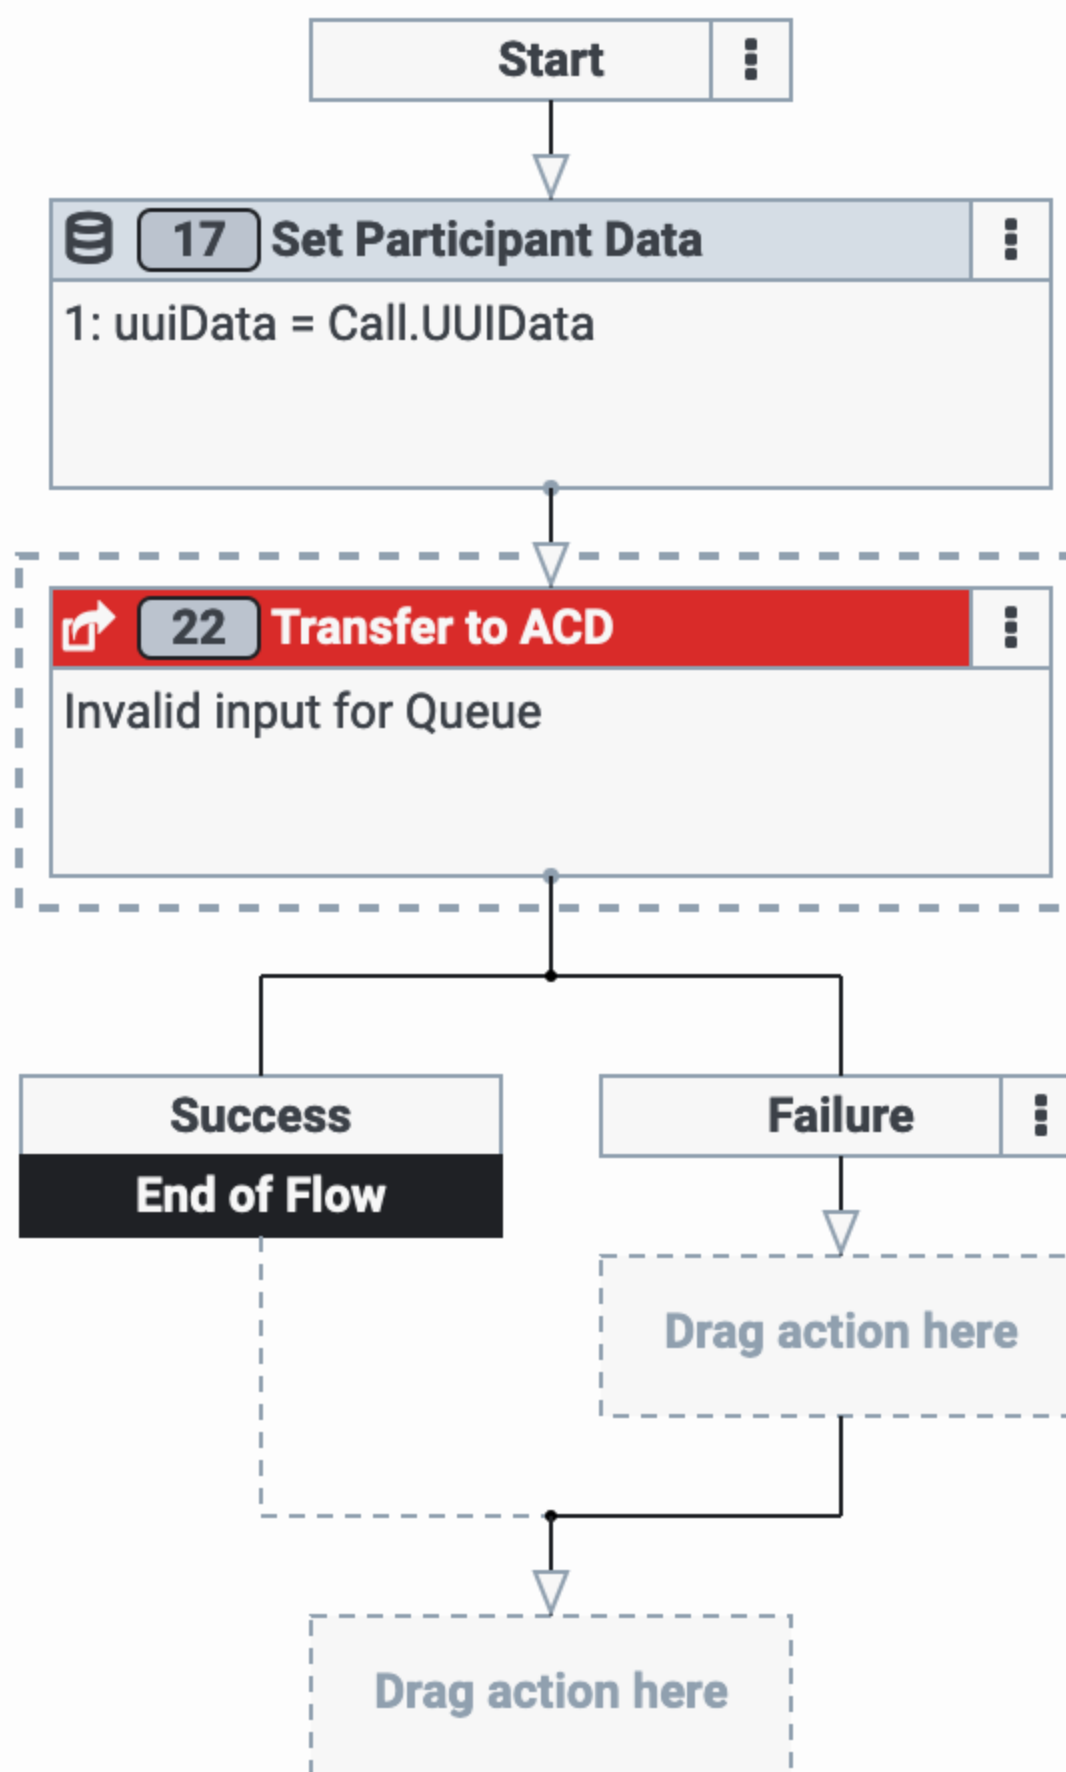 Start
17 Set Participant Data
1: uuiData = Call.UUIData
22 Transfer to ACD
Invalid input for Queue
Success
Failure
End of Flow
Drag action here
Drag action here